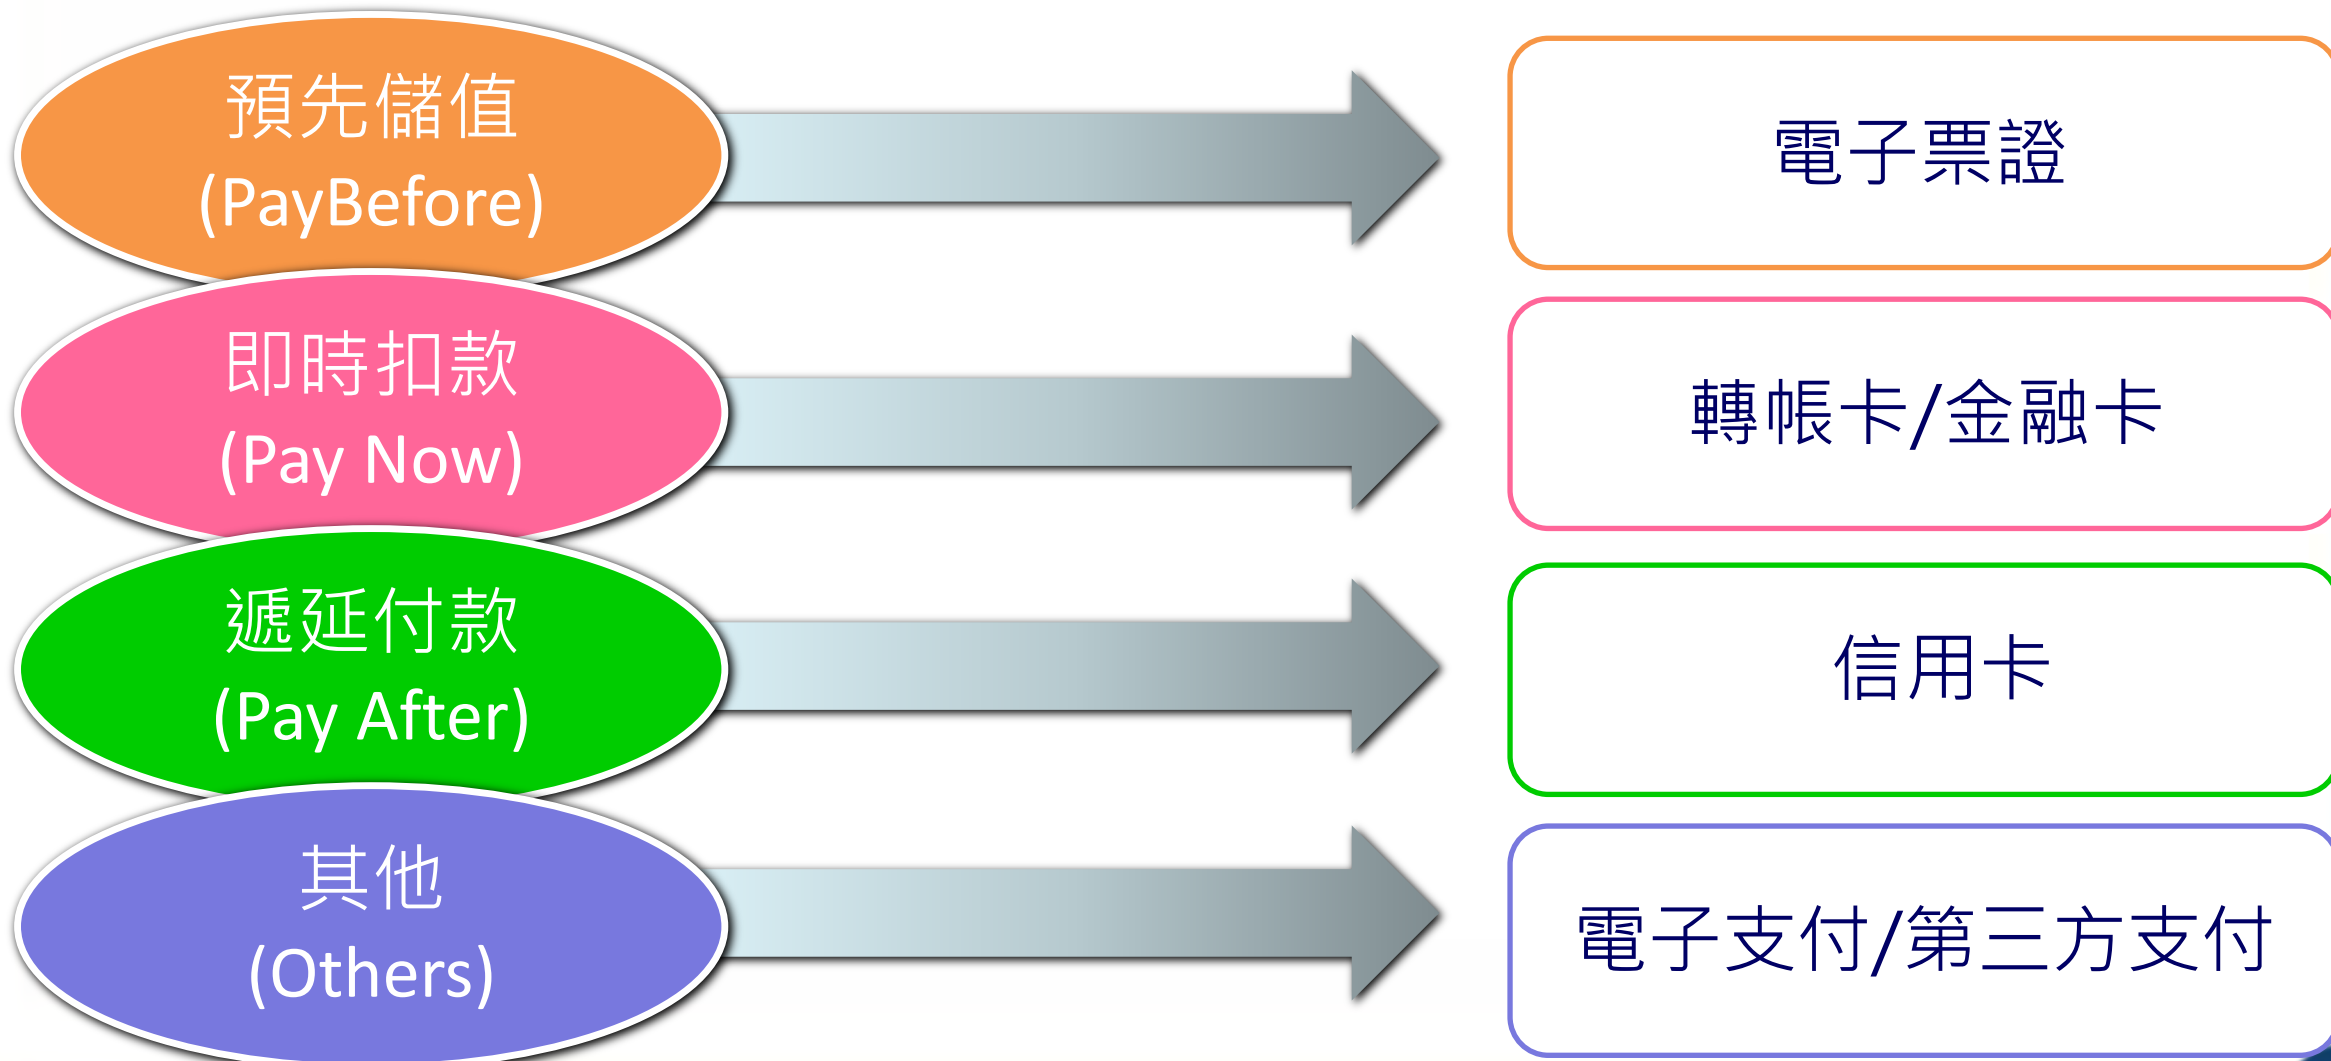 預先儲值
(PayBefore)
電子票證
即時扣款
(Pay Now)
轉帳卡/金融卡
遞延付款
(Pay After)
信用卡
其他
(Others)
電子支付/第三方支付